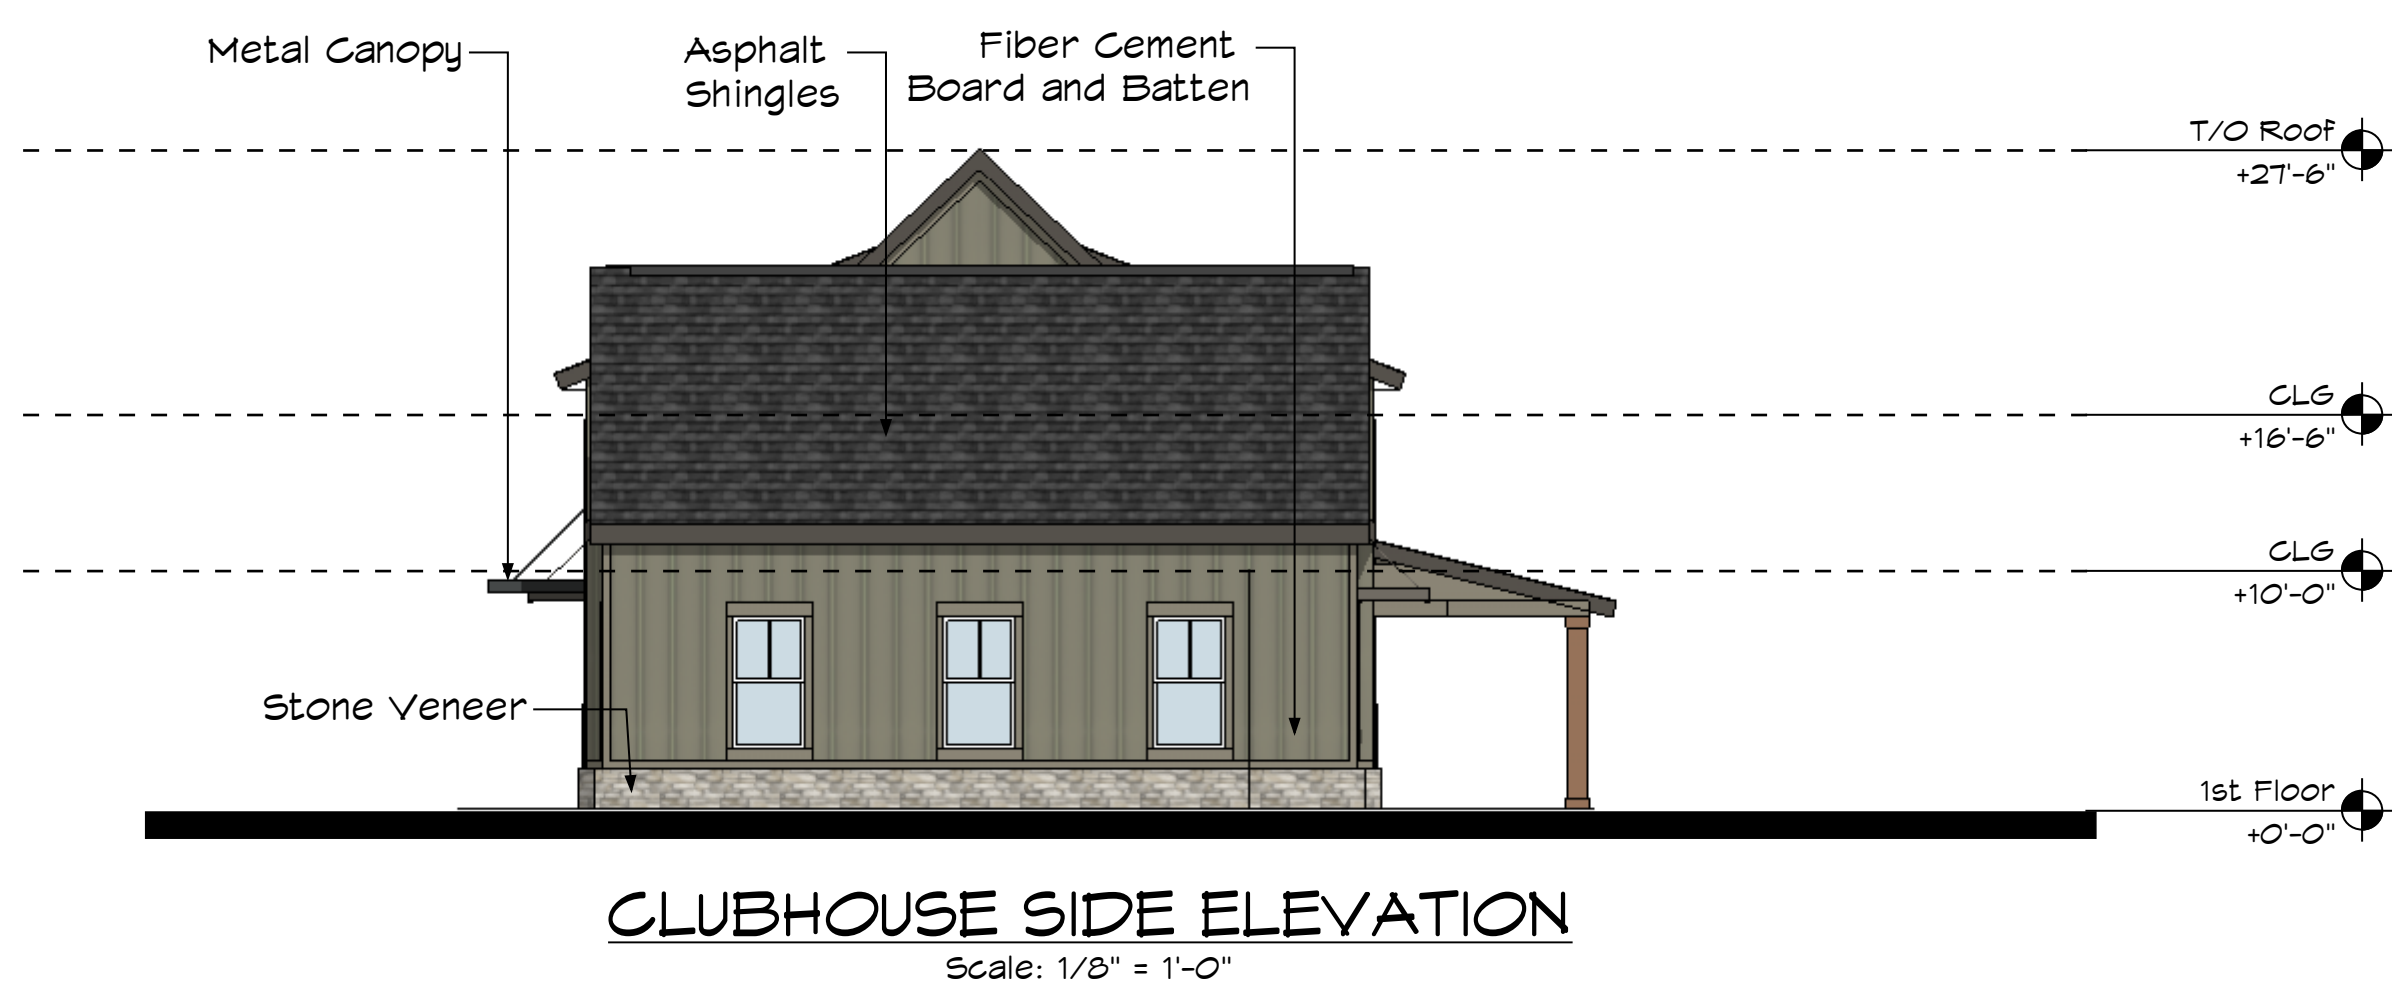 Metal Canopy
Asphalt
Shingles
Fiber Cement
Board and Batten
T/O Roof
+27'-6"
CLG
+16'-6"
CLG
+10'-0"
Stone Veneer
1st Floor
+0'-0"
CLUBHOUSE SIDE ELEVATION
Scale: 1/8" = 1'-0"